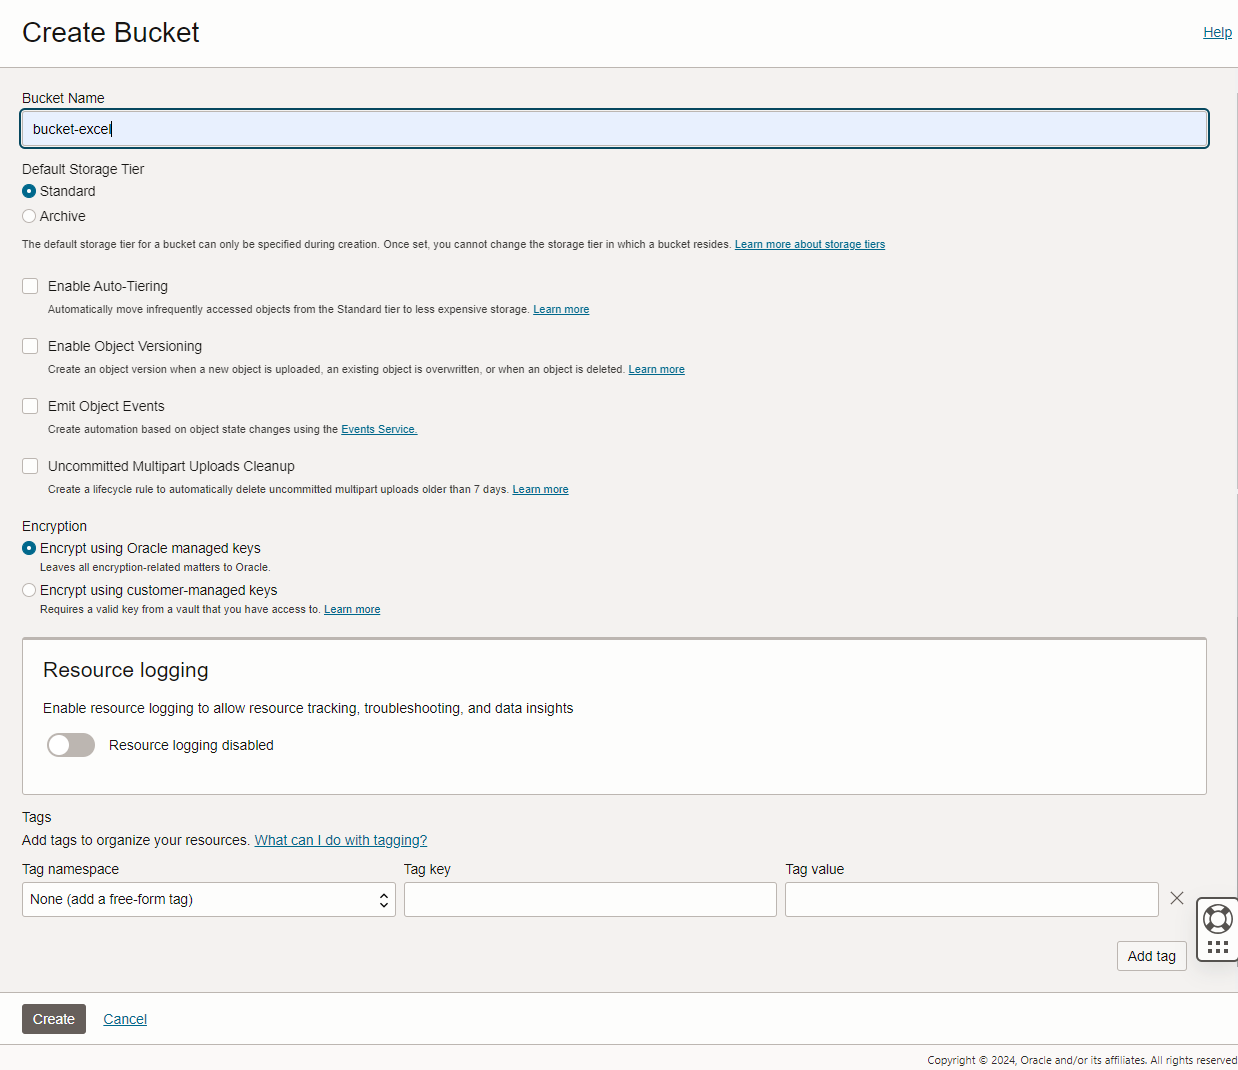 Create Bucket
Help
Bucket Name
bucket-excel
Default Storage Tier
Standard
Archive
The default storage tier for a bucket can only be specified during creation. Once set, you cannot change the storage tier in which a bucket resides. Learn more about storage tiers
Enable Auto-Tiering
Automatically move infrequently accessed objects from the Standard tier to less expensive storage. Learn more
Enable Object Versioning
Create an object version when a new object is uploaded, an existing object is overwritten, or when an object is deleted. Learn more
Emit Object Events
Create automation based on object state changes using the Events Service.
Uncommitted Multipart Uploads Cleanup
Create a lifecycle rule to automatically delete uncommitted multipart uploads older than 7 days. Learn more
Encryption
Encrypt using Oracle managed keys
Leaves all encryption-related matters to Oracle.
Encrypt using customer-managed keys
Requires a valid key from a vault that you have access to. Learn more
Resource logging
Enable resource logging to allow resource tracking, troubleshooting, and data insights
Resource logging disabled
Tags
Add tags to organize your resources. What can I do with tagging?
Tag namespace Tag key Tag value
None (add a free-form tag)
Add tag
Create Cancel
Copyright © 2024, Oracle and/or its affiliates. All rights reserved